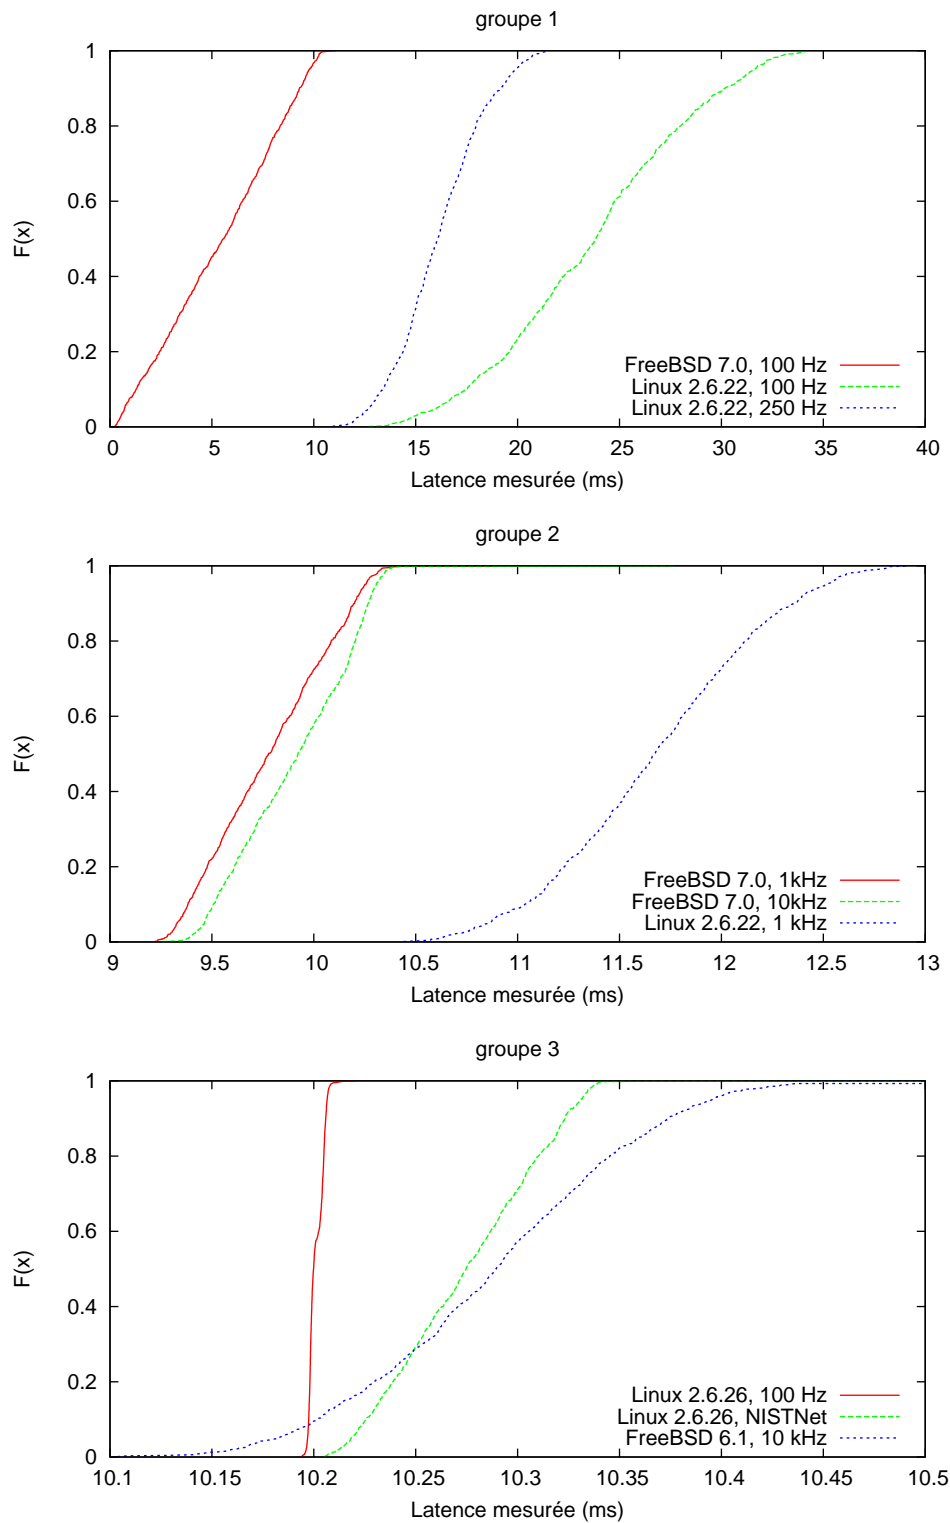 groupe 1
1
0.8
0.6
0.4
0.2
0
F(x)
FreeBSD 7.0, 100 Hz
Linux 2.6.22, 100 Hz
Linux 2.6.22, 250 Hz
0 5 10 15 20 25 30 35 40
Latence mesurée (ms)
groupe 2
1
0.8
0.6
0.4
0.2
0
F(x)
FreeBSD 7.0, 1kHz
FreeBSD 7.0, 10kHz
Linux 2.6.22, 1 kHz
9 9.5 10 10.5 11 11.5 12 12.5 13
Latence mesurée (ms)
groupe 3
1
0.8
0.6
0.4
0.2
0
F(x)
Linux 2.6.26, 100 Hz
Linux 2.6.26, NISTNet
FreeBSD 6.1, 10 kHz
10.1 10.15 10.2 10.25 10.3 10.35 10.4 10.45 10.5
Latence mesurée (ms)